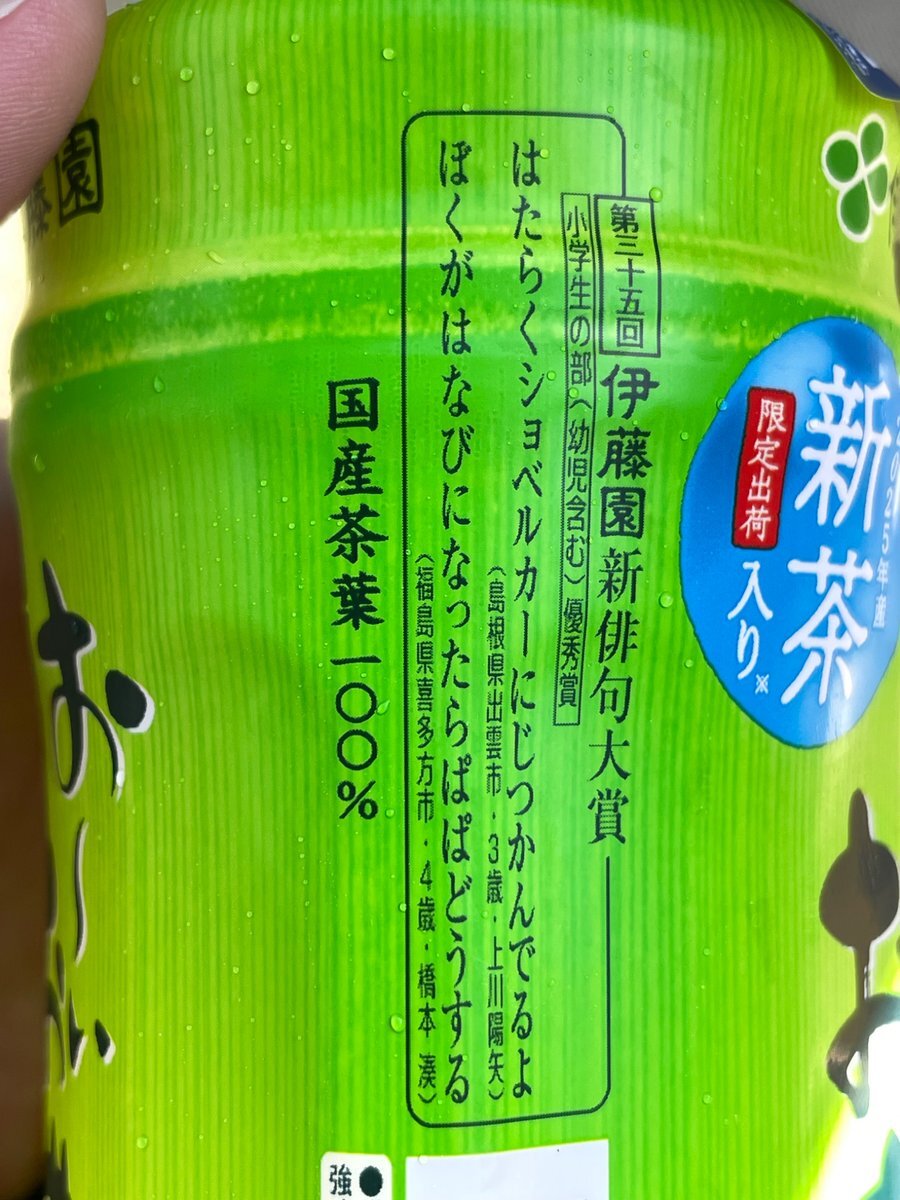 2025年産
新茶
入り※
限定出荷
第三十五回
伊藤園新俳句大賞
小学生の部(幼児含む)優秀賞
はたらくショベルカーにじつかんでるよ
(島根県出雲市・3歳・上川陽矢)
ぼくがはなびになったらぱぱどうする
(福島県喜多方市・4歳・橋本 湊)
国産茶葉一〇〇%
強
藤園
お〜い